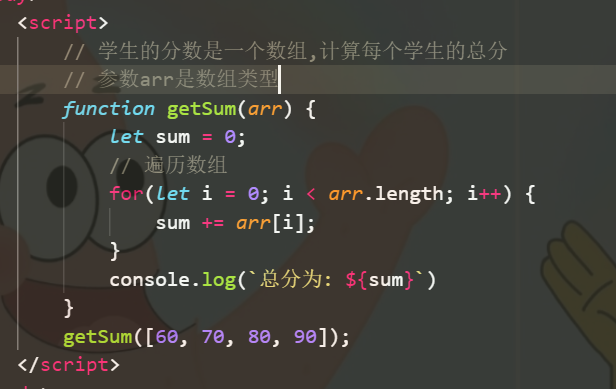 <script>
// 学生的分数是一个数组,计算每个学生的总分
// 参数arr是数组类型
function getSum(arr) {
let sum = 0;
// 遍历数组
for(let i = 0; i < arr.length; i++) {
sum += arr[i];
}
console.log(`总分为: ${sum}`)
}
getSum([60, 70, 80, 90]);
</script>